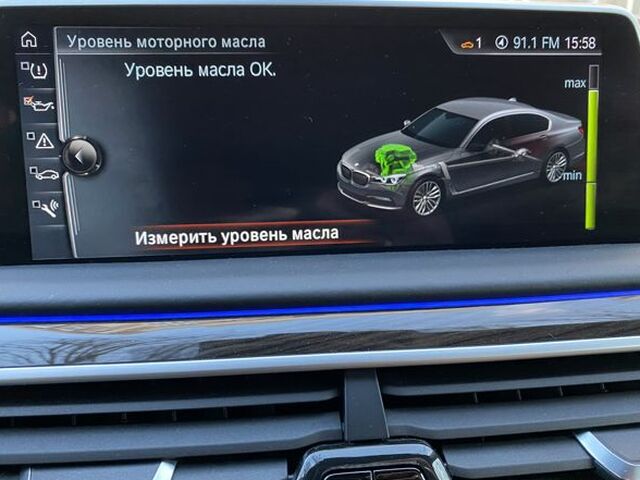 Уровень моторного масла
1 91.1 FM 15:58
Уровень масла OK.
max
min
Измерить уровень масла